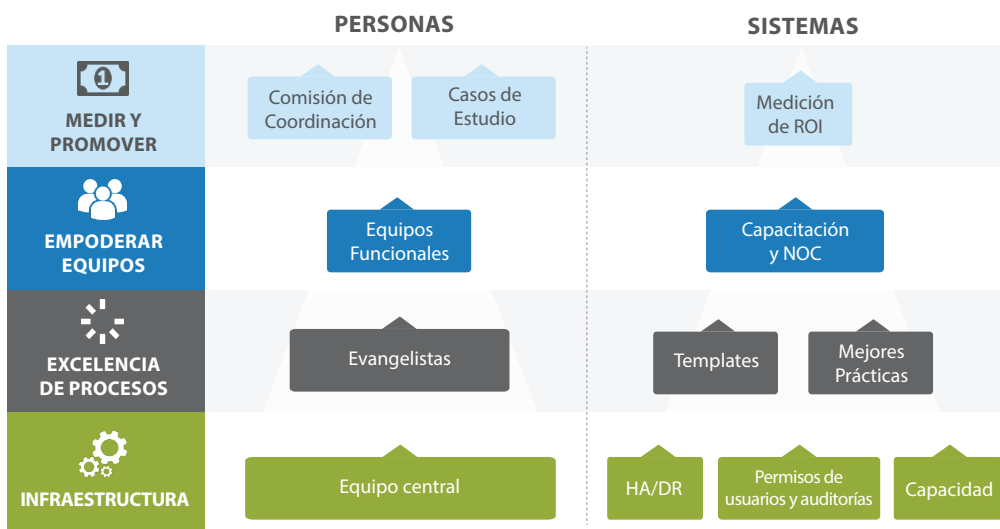 PERSONAS
SISTEMAS
1
MEDIR Y
PROMOVER
Comisión de
Coordinación
Casos de
Estudio
Medición
de ROI
EMPODERAR
EQUIPOS
Equipos
Funcionales
Capacitación
y NOC
EXCELENCIA
DE PROCESOS
Evangelistas
Templates
Mejores
Prácticas
INFRAESTRUCTURA
Equipo central
HA/DR
Permisos de
usuarios y auditorías
Capacidad